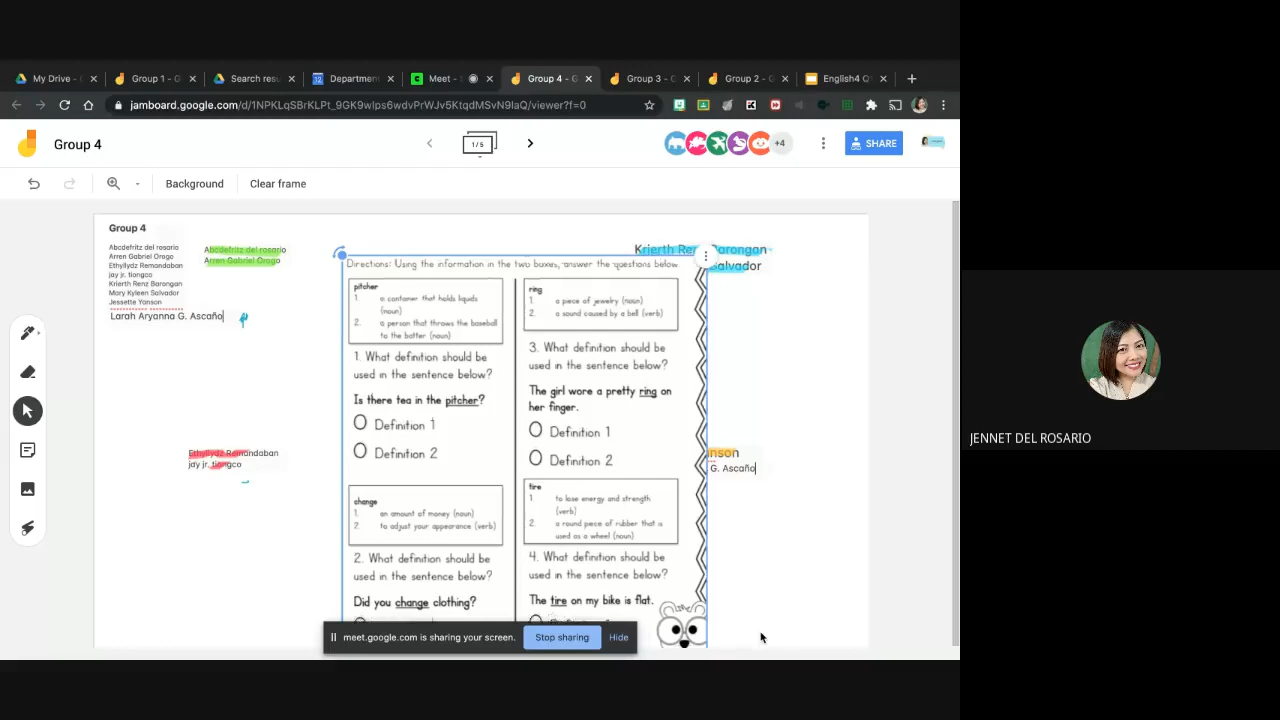 My Drive -
Group 1 - G
Search resu
Department
Meet -
Group 4 - G
Group 3 -
Group 2 - G
English4 Q
jamboard.google.com/d/1NPKLqSBrKLPt_9GK9wlps6wdvPrWJv5KtqdMSvN9laQ/viewer?f=0
Group 4
1/5
+4
SHARE
Background
Clear frame
Group 4
Abcdefritz del rosario
Arren Gabriel Orogo
Ethyllydz Remandaban
jay jr. tiongco
Krierth Renz Barongan
Mary Kyleen Salvador
Jessette Yanson
Larah Aryanna G. Ascaño
Abcdefritz del rosario
Arren Gabriel Orogo
Ethyllydz Remandaban
jay jr. tiongco
Krierth Ren Barongan
Salvador
nson
G. Ascaño
Directions: Using the information in the two boxes, answer the questions below.
pitcher
1. a container that holds liquids
(noun)
2. a person that throws the baseball
to the batter (noun)
1. What definition should be
used in the sentence below?
Is there tea in the pitcher?
Definition 1
Definition 2
change
1. an amount of money (noun)
2. to adjust your appearance (verb)
2. What definition should be
used in the sentence below?
Did you change clothing?
ring
1. a piece of jewelry (noun)
2. a sound caused by a bell (verb)
3. What definition should be
used in the sentence below?
The girl wore a pretty ring on
her finger.
Definition 1
Definition 2
tire
1 to lose energy and strength
(verb)
2. a round piece of rubber that is
used as a wheel (noun)
4. What definition should be
used in the sentence below?
The tire on my bike is flat.
meet.google.com is sharing your screen.
Stop sharing
Hide
JENNET DEL ROSARIO